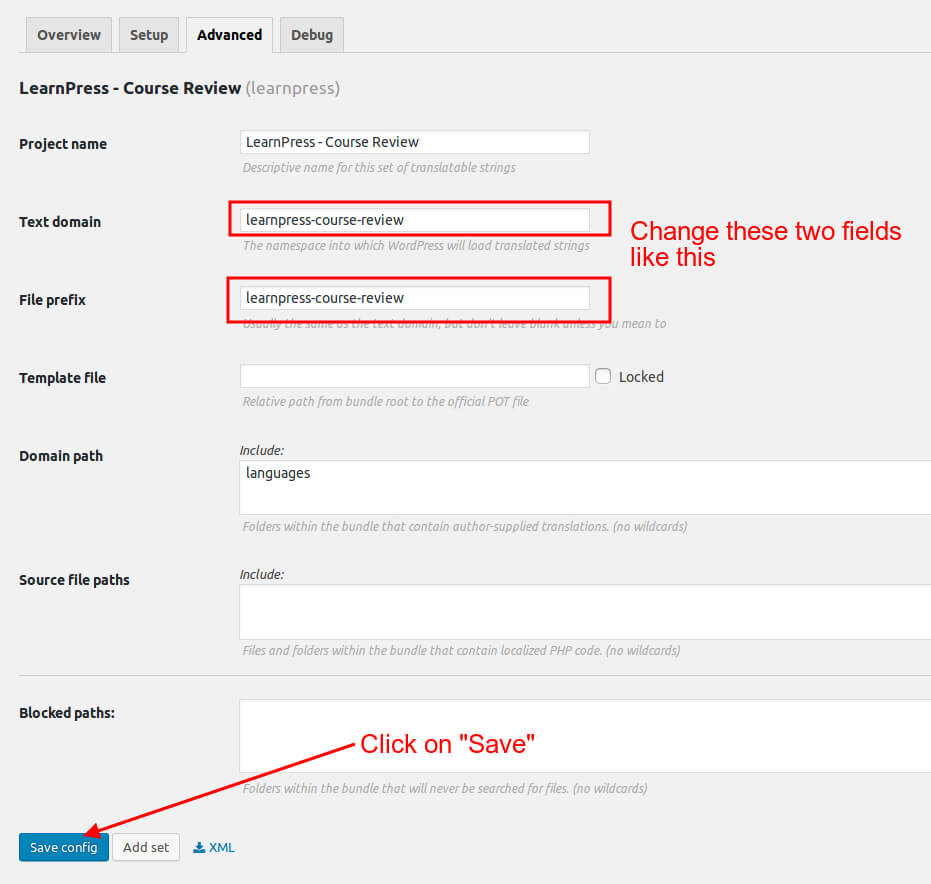 Overview Setup Advanced Debug
LearnPress - Course Review (learnpress)
Project name LearnPress - Course Review
Descriptive name for this set of translatable strings
Text domain learnpress-course-review
The namespace into which WordPress will load translated strings
Change these two fields
like this
File prefix learnpress-course-review
Usually the same as the text domain, but don't leave blank unless you mean to
Template file Locked
Relative path from bundle root to the official POT file
Include:
Domain path languages
Folders within the bundle that contain author-supplied translations. (no wildcards)
Include:
Source file paths
Files and folders within the bundle that contain localized PHP code. (no wildcards)
Blocked paths:
Click on "Save"
Folders within the bundle that will never be searched for files. (no wildcards)
Save config Add set XML